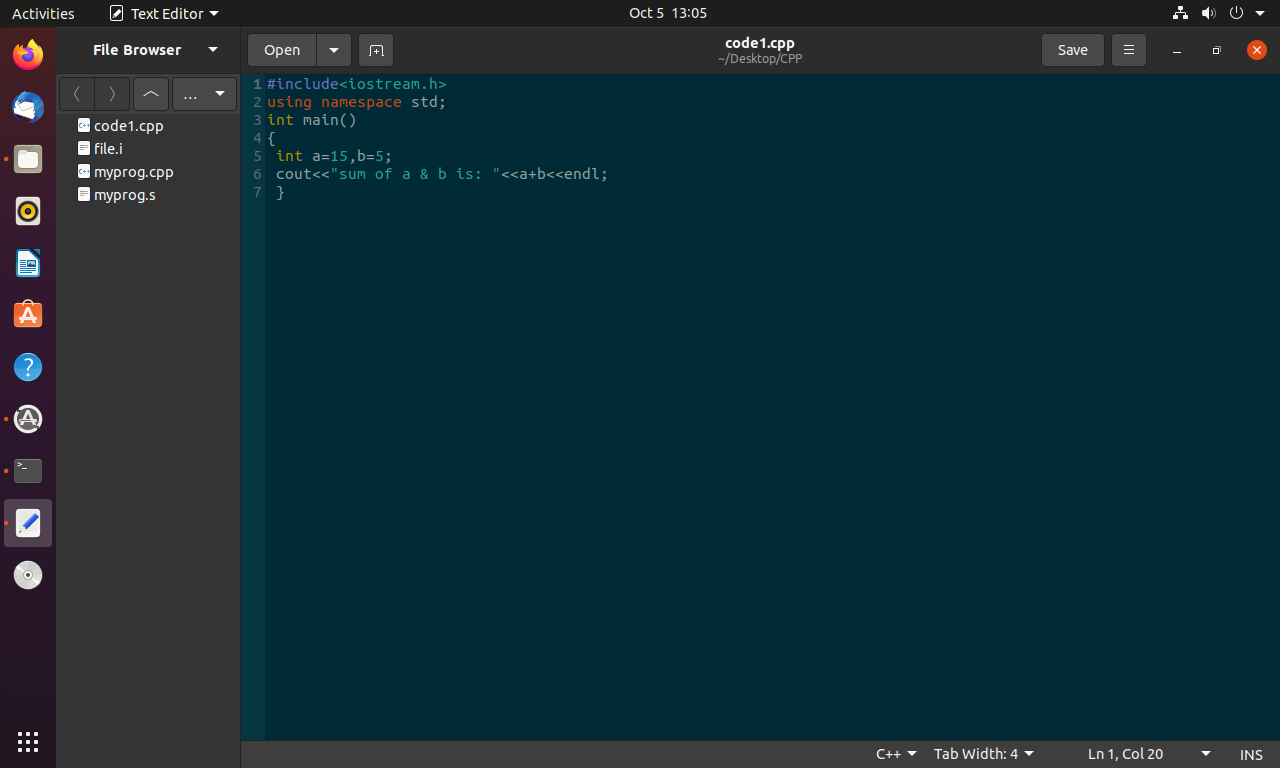 Activities
Text Editor
Oct 5 13:05
File Browser
Open
code1.cpp
~/Desktop/CPP
Save
...
code1.cpp
file.i
myprog.cpp
myprog.s
1 #include<iostream.h>
2 using namespace std;
3 int main()
4 {
5 int a=15,b=5;
6 cout<<"sum of a & b is: "<<a+b<<endl;
7 }
C++
Tab Width: 4
Ln 1, Col 20
INS